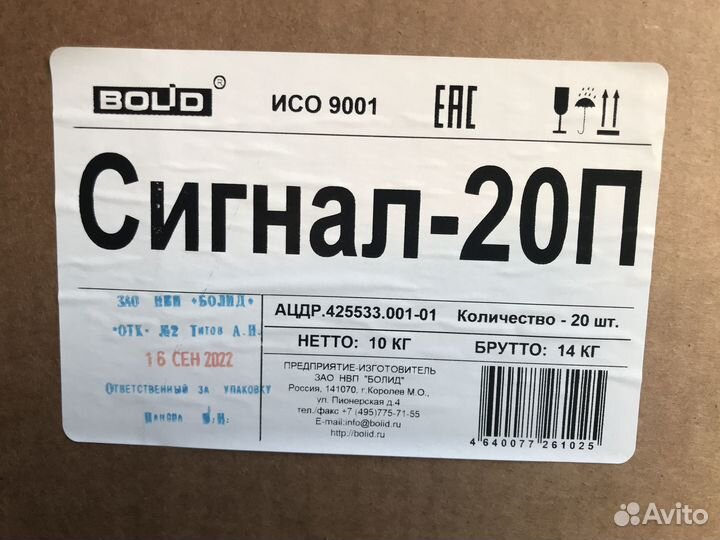 BOLID ®
ИСО 9001
EAC
Сигнал-20П
ЗАО НВП «БОЛИД»
"ОТК" №2 Титов А.И.
16 СЕН 2022
Ответственный за упаковку
АЦДР.425533.001-01
Количество - 20 шт.
НЕТТО: 10 КГ
БРУТТО: 14 КГ
ПРЕДПРИЯТИЕ-ИЗГОТОВИТЕЛЬ
ЗАО НВП "БОЛИД"
Россия, 141070, г.Королев М.О.,
ул. Пионерская д.4
тел./факс +7 (495)775-71-55
E-mail:info@bolid.ru
http://bolid.ru
4 640077 261025
Avito